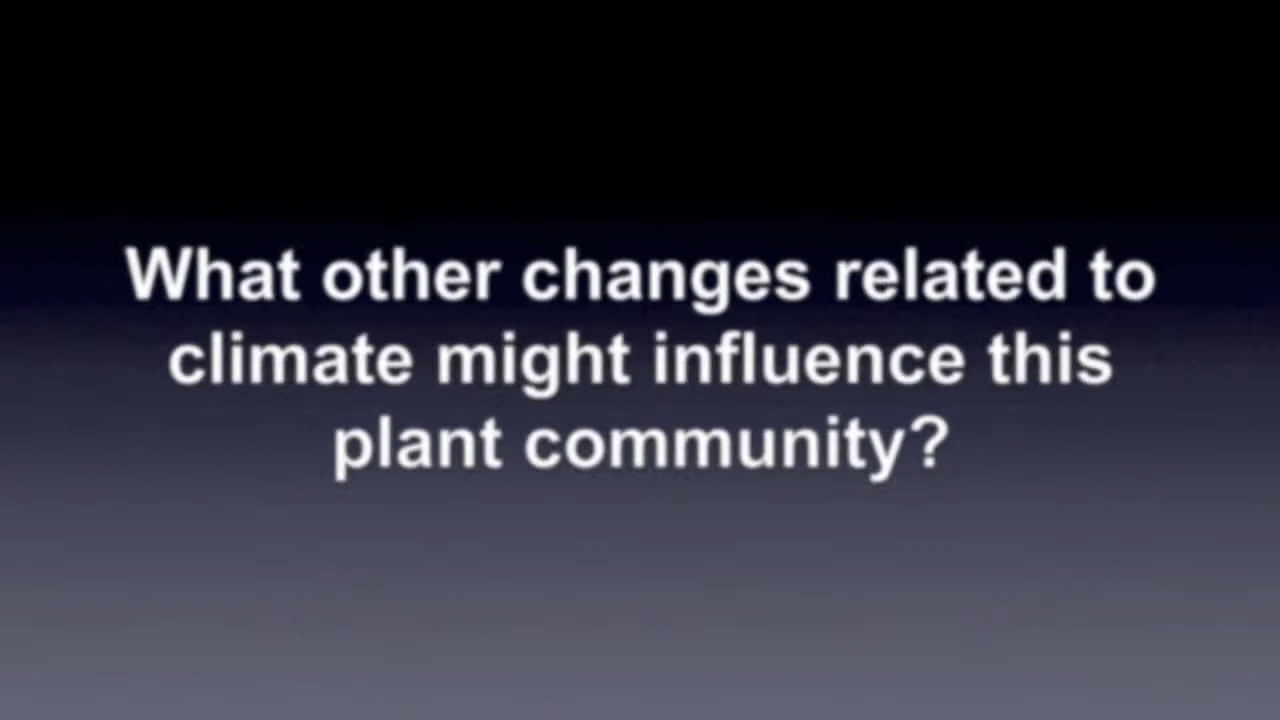 What other changes related to
climate might influence this
plant community?